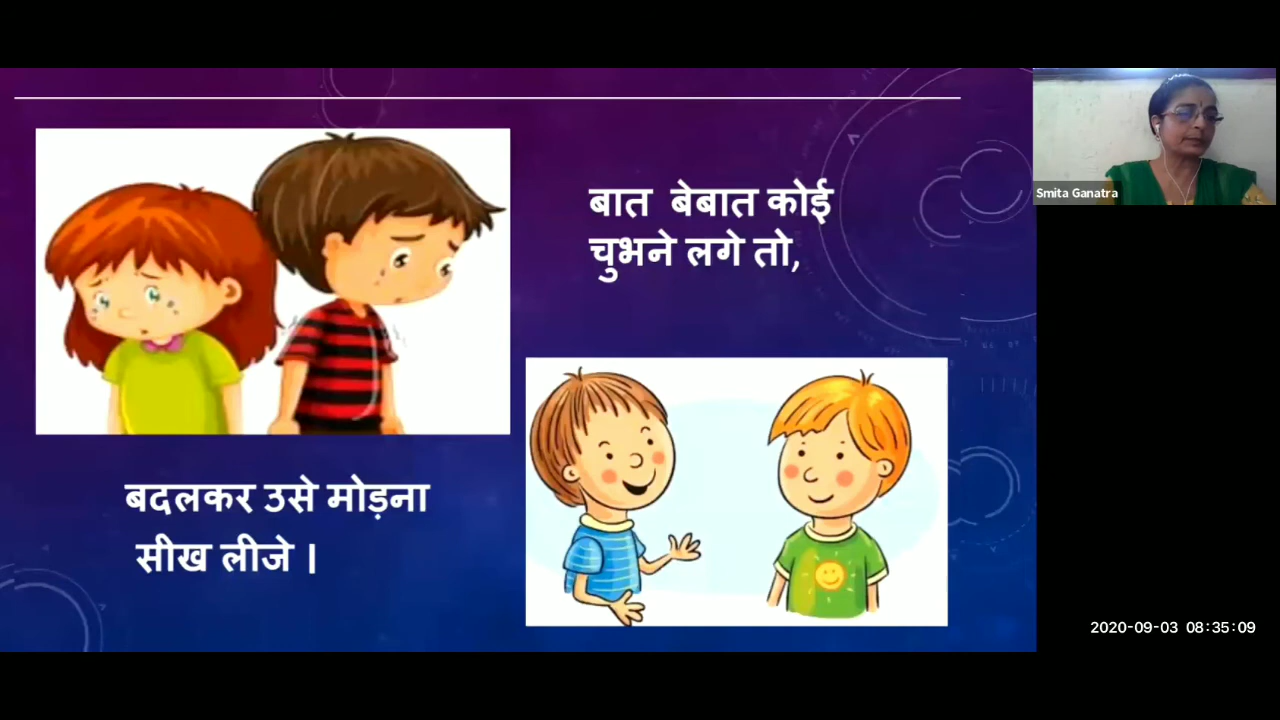 बात बेबात कोई
चुभने लगे तो,
बदलकर उसे मोड़ना
सीख लीजे ।
Smita Ganatra
2020-09-03 08:35:09